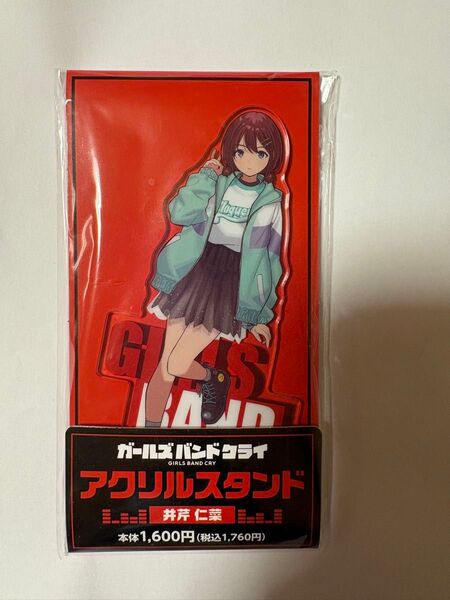 GIRLS
BAND
ガールズバンドクライ
GIRLS BAND CRY
アクリルスタンド
井芹 仁菜
本体1,600円(税込1,760円)